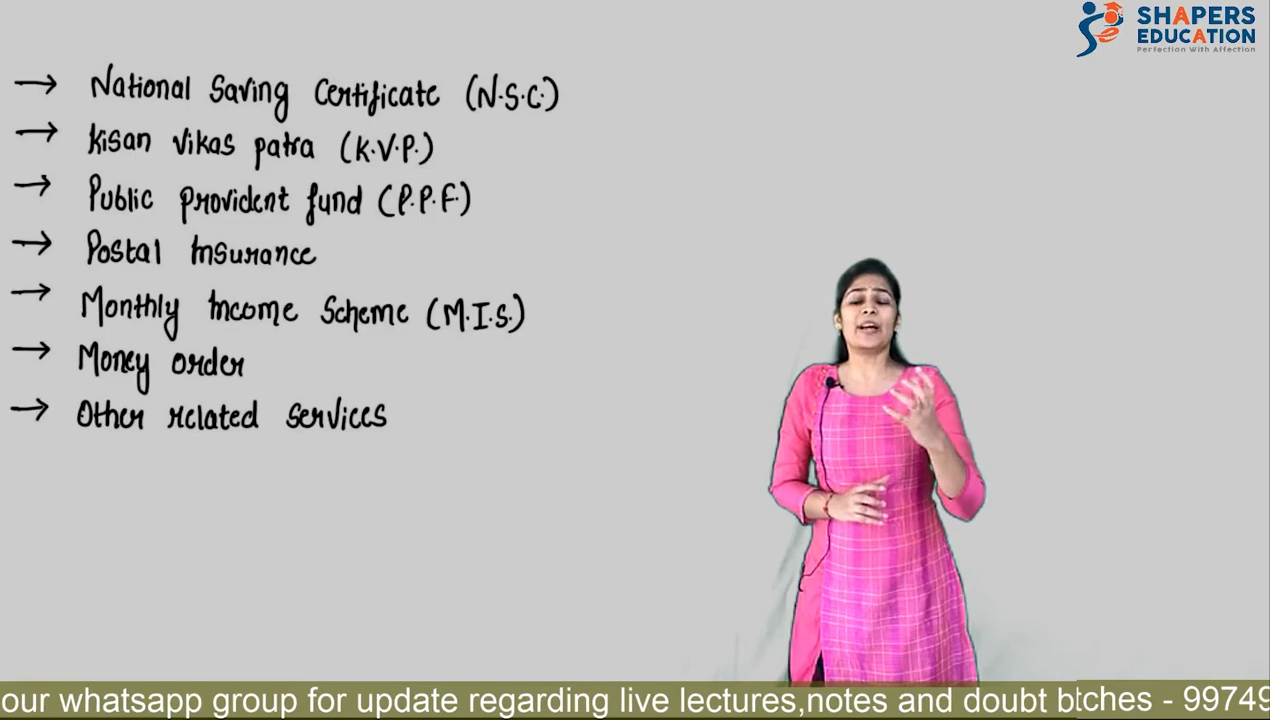 SHAPERS
EDUCATION
Perfection With Affection
→ National Saving Certificate (N.S.C.)
→ Kisan Vikas patra (K.V.P.)
→ Public provident fund (P.P.F.)
→ Postal Insurance
→ Monthly Income Scheme (M.I.S.)
→ Money order
→ Other related services
our whatsapp group for update regarding live lectures,notes and doubt b tches - 99749